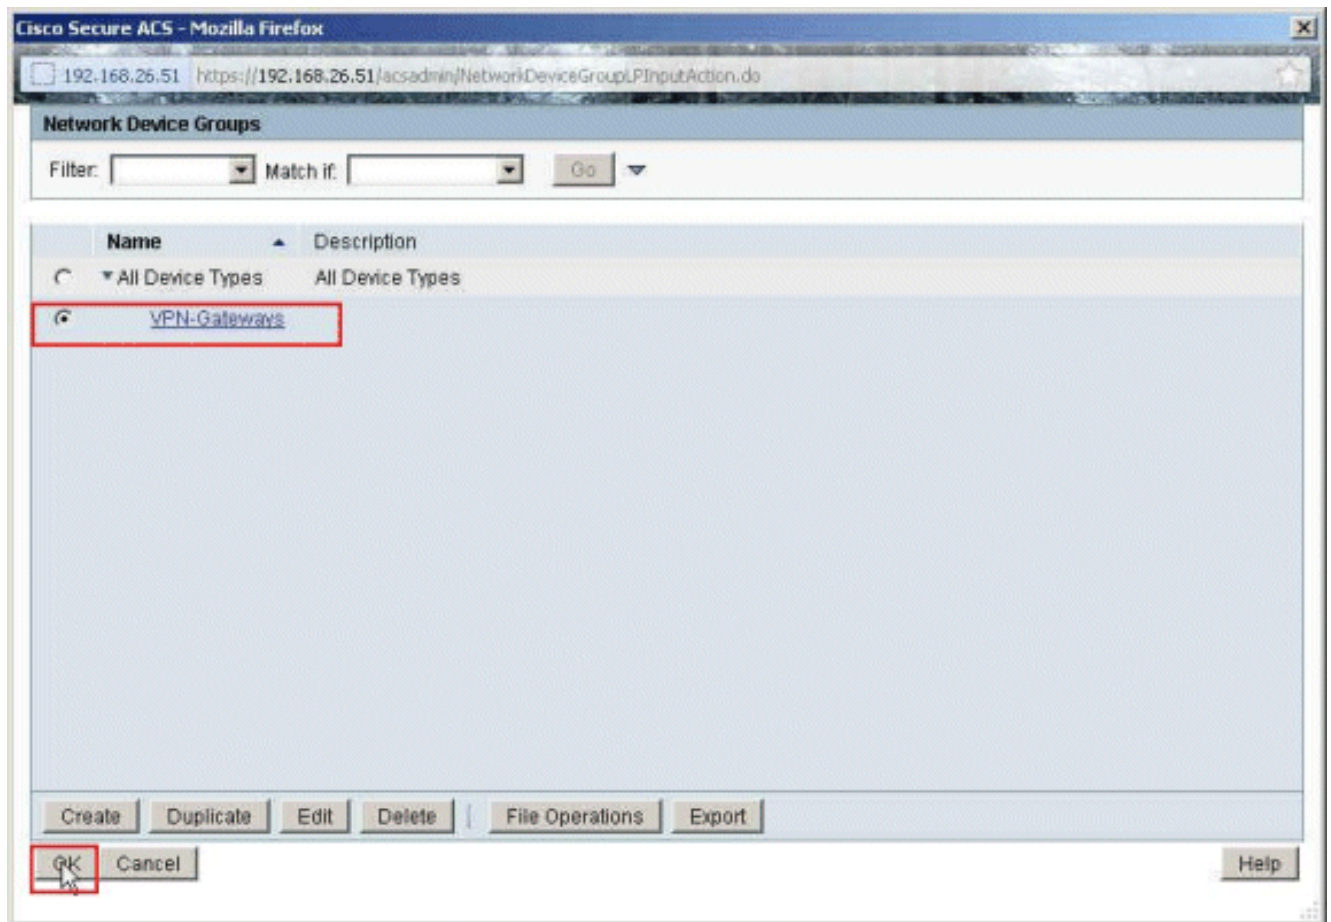 Cisco Secure ACS - Mozilla Firefox
192.168.26.51 https://192.168.26.51/acsadmin/NetworkDeviceGroupLPInputAction.do
Network Device Groups
Filter: Match if: Go
Name Description
All Device Types All Device Types
VPN-Gateways
Create Duplicate Edit Delete File Operations Export
OK Cancel Help